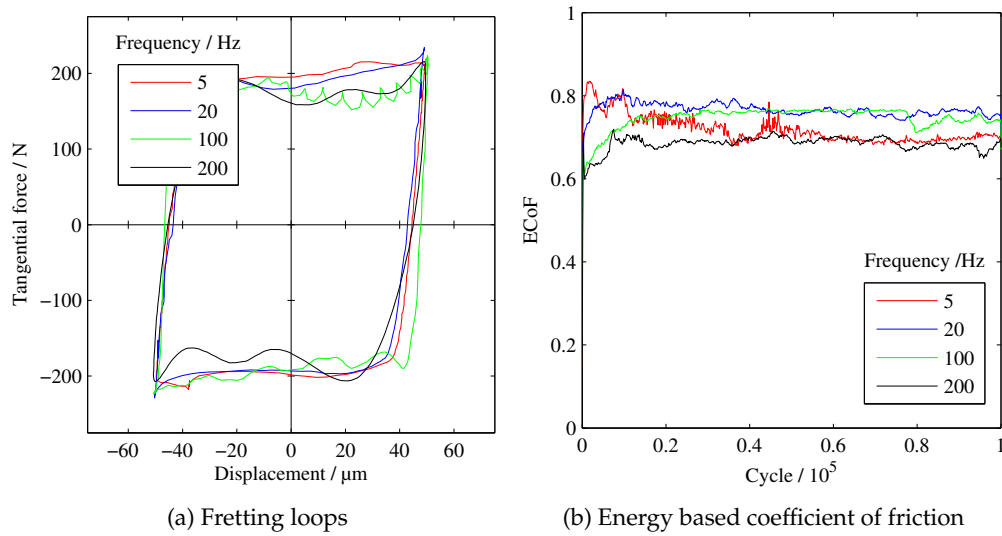 Frequency / Hz
5
20
100
200
200
100
0
−100
−200
Tangential force / N
−60 −40 −20 0 20 40 60
Displacement / µm
(a) Fretting loops
1
0.8
0.6
0.4
0.2
0
ECoF
Frequency /Hz
5
20
100
200
0 0.2 0.4 0.6 0.8 1
Cycle / 10⁵
(b) Energy based coefficient of friction